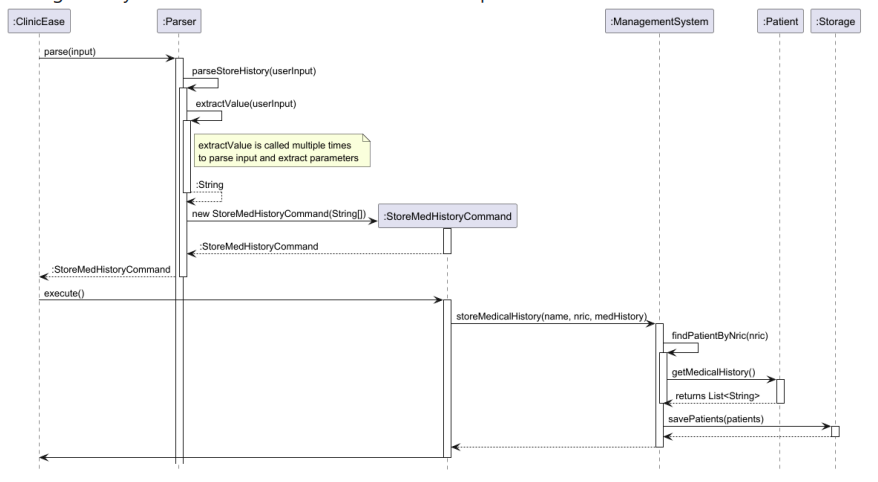 :ClinicEase
:Parser
:ManagementSystem
:Patient
:Storage
parse(input)
parseStoreHistory(userInput)
extractValue(userInput)
extractValue is called multiple times
to parse input and extract parameters
:String
new StoreMedHistoryCommand(String[])
:StoreMedHistoryCommand
:StoreMedHistoryCommand
:StoreMedHistoryCommand
execute()
storeMedicalHistory(name, nric, medHistory)
findPatientByNric(nric)
getMedicalHistory()
returns List<String>
savePatients(patients)